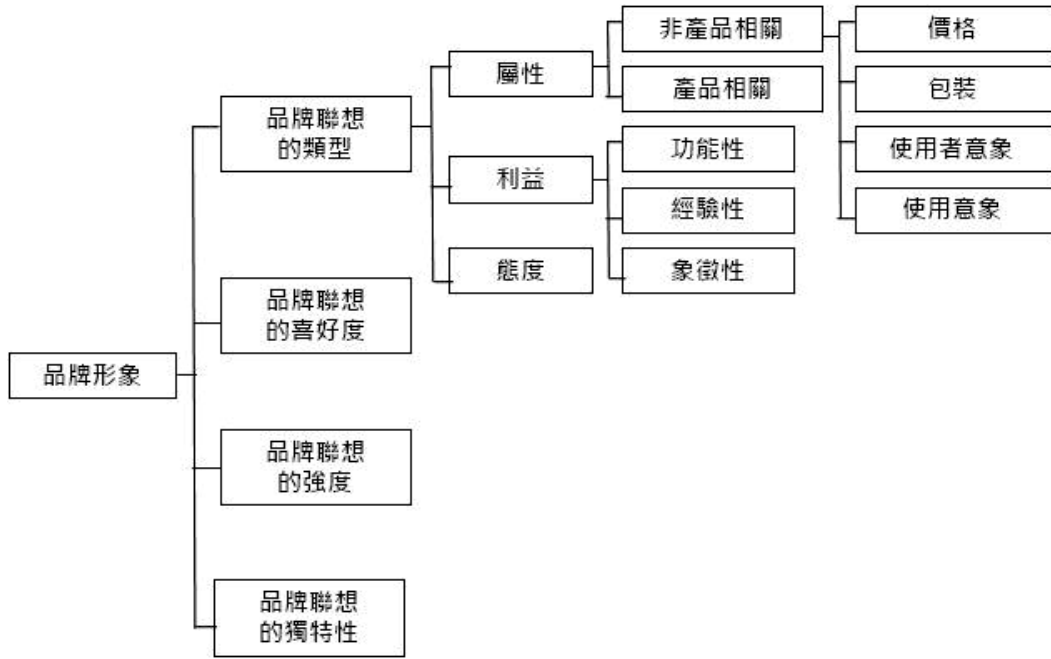 非產品相關
價格
屬性
產品相關
包裝
品牌聯想
的類型
功能性
使用者意象
利益
經驗性
使用意象
態度
象徵性
品牌聯想
的喜好度
品牌形象
品牌聯想
的強度
品牌聯想
的獨特性